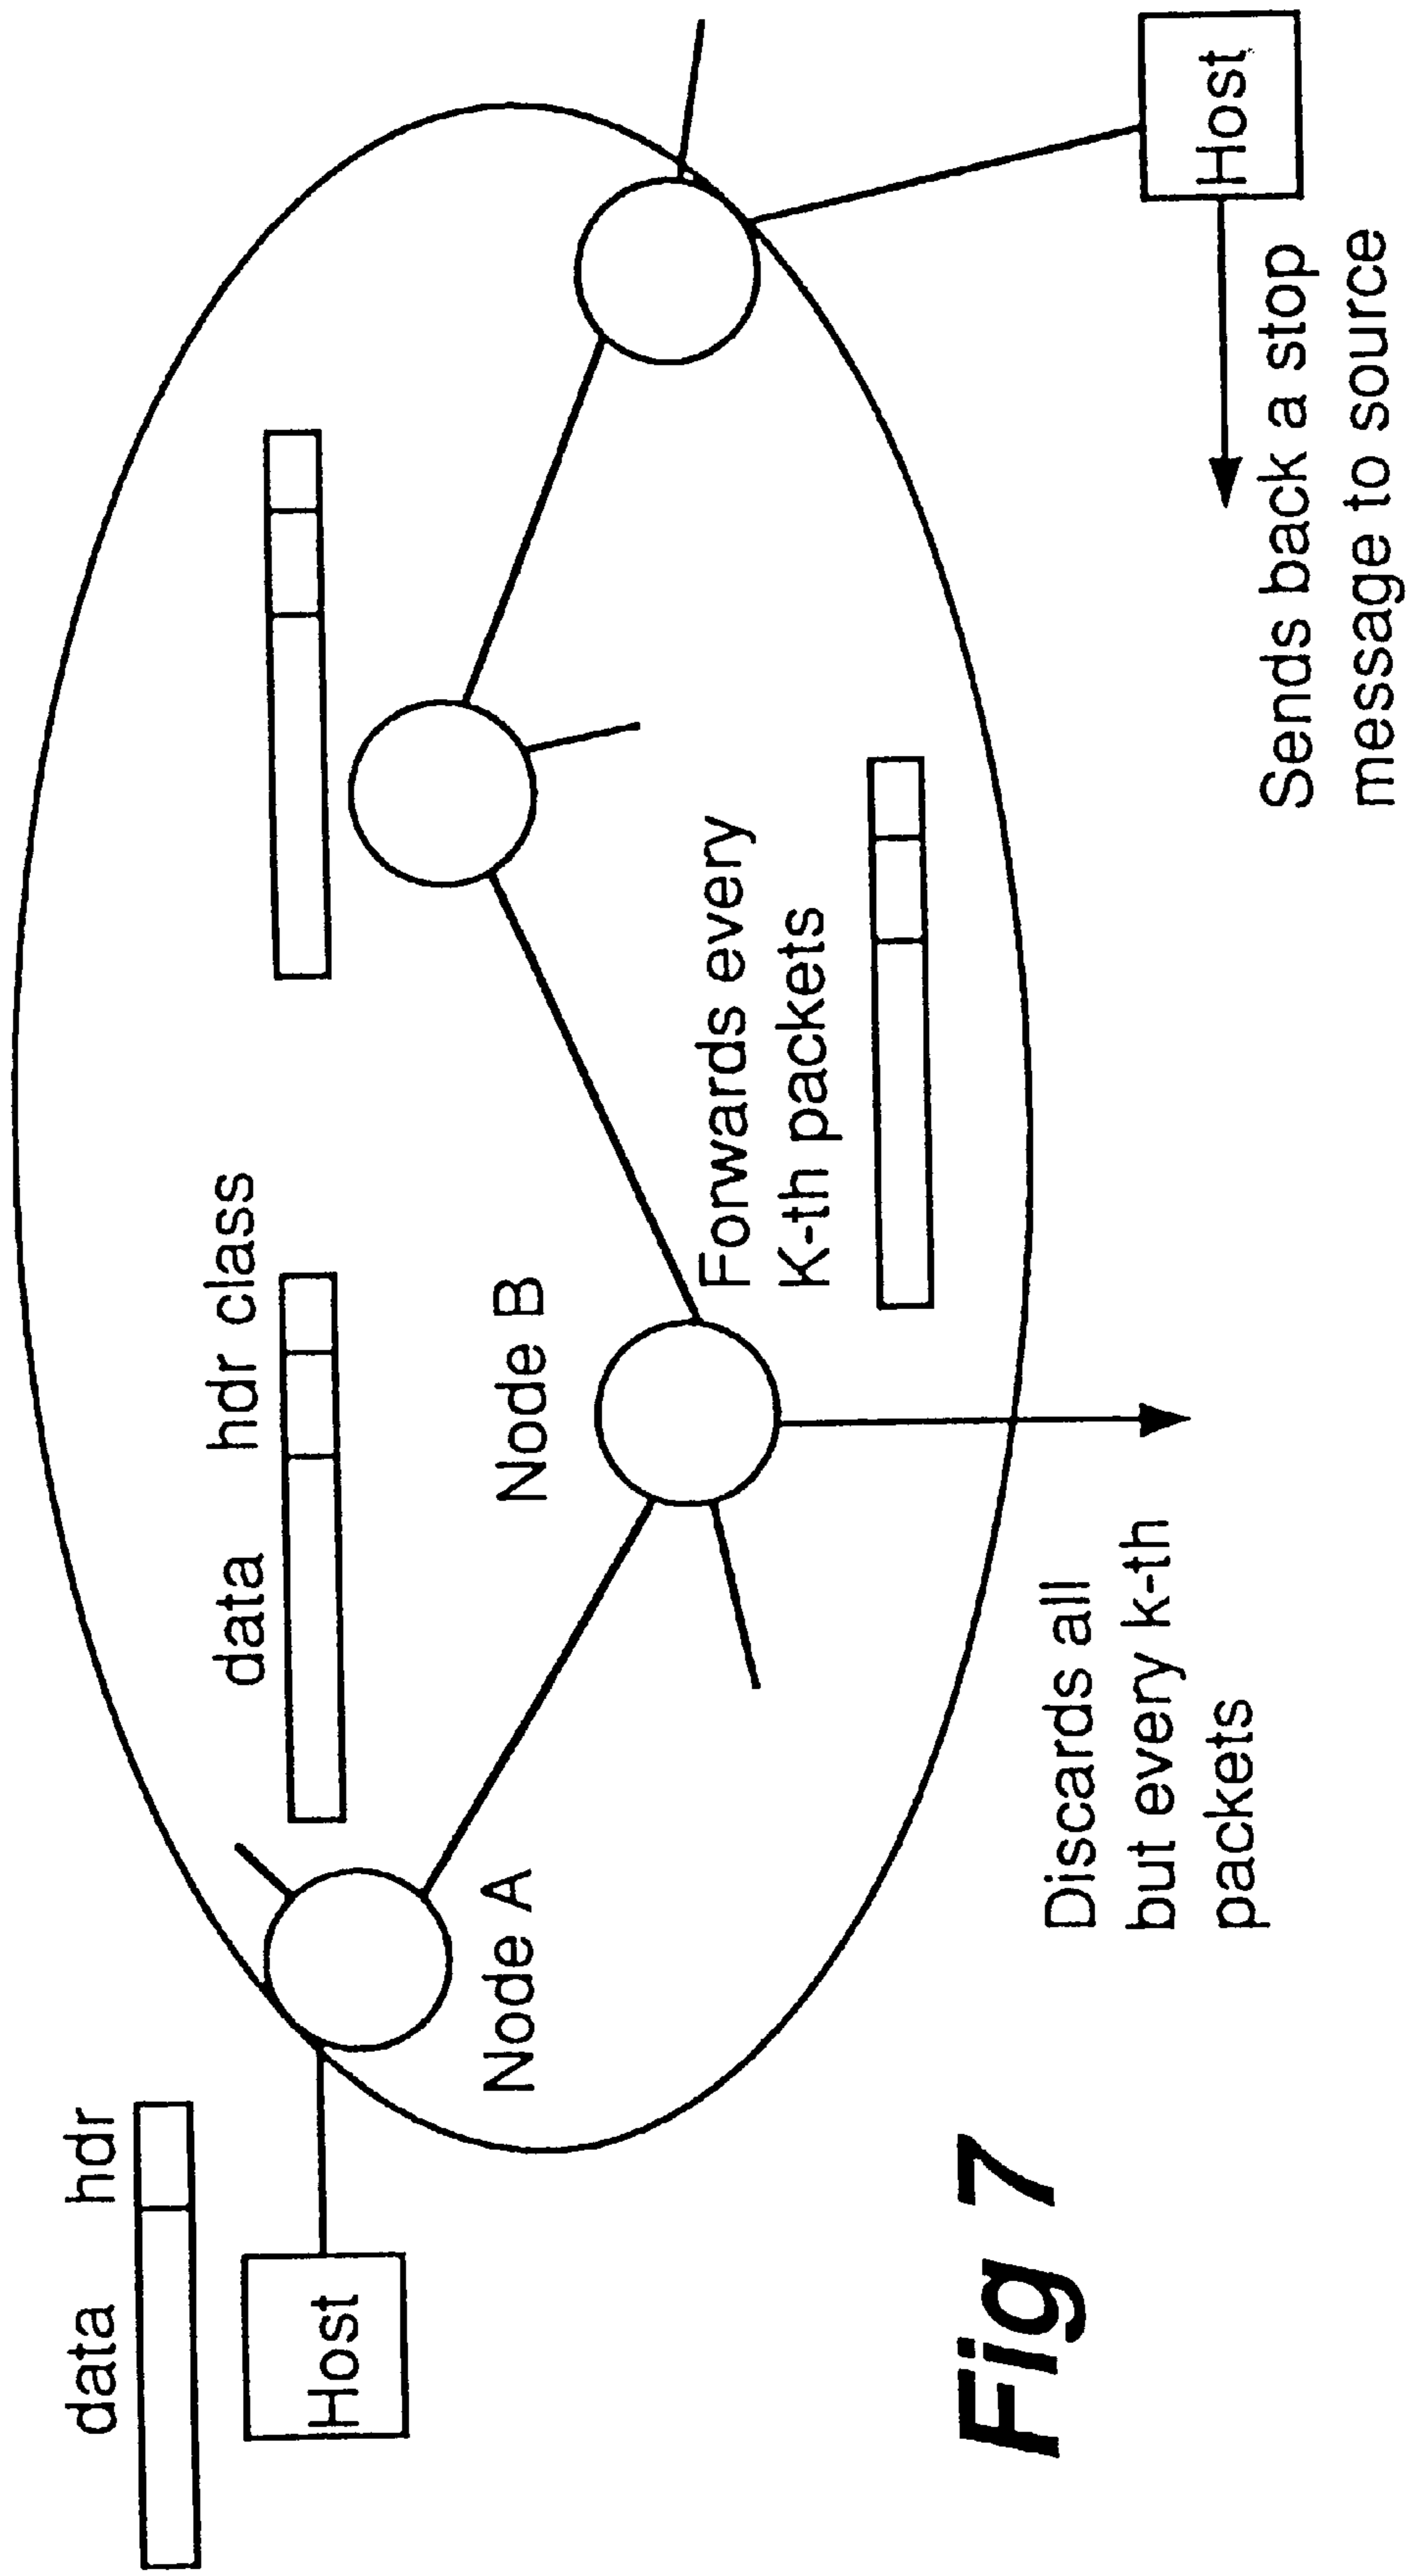 data hdr
Host
Node A
data hdr class
Node B
Forwards every
K-th packets
Discards all
but every k-th
packets
Host
Sends back a stop
message to source
Fig 7